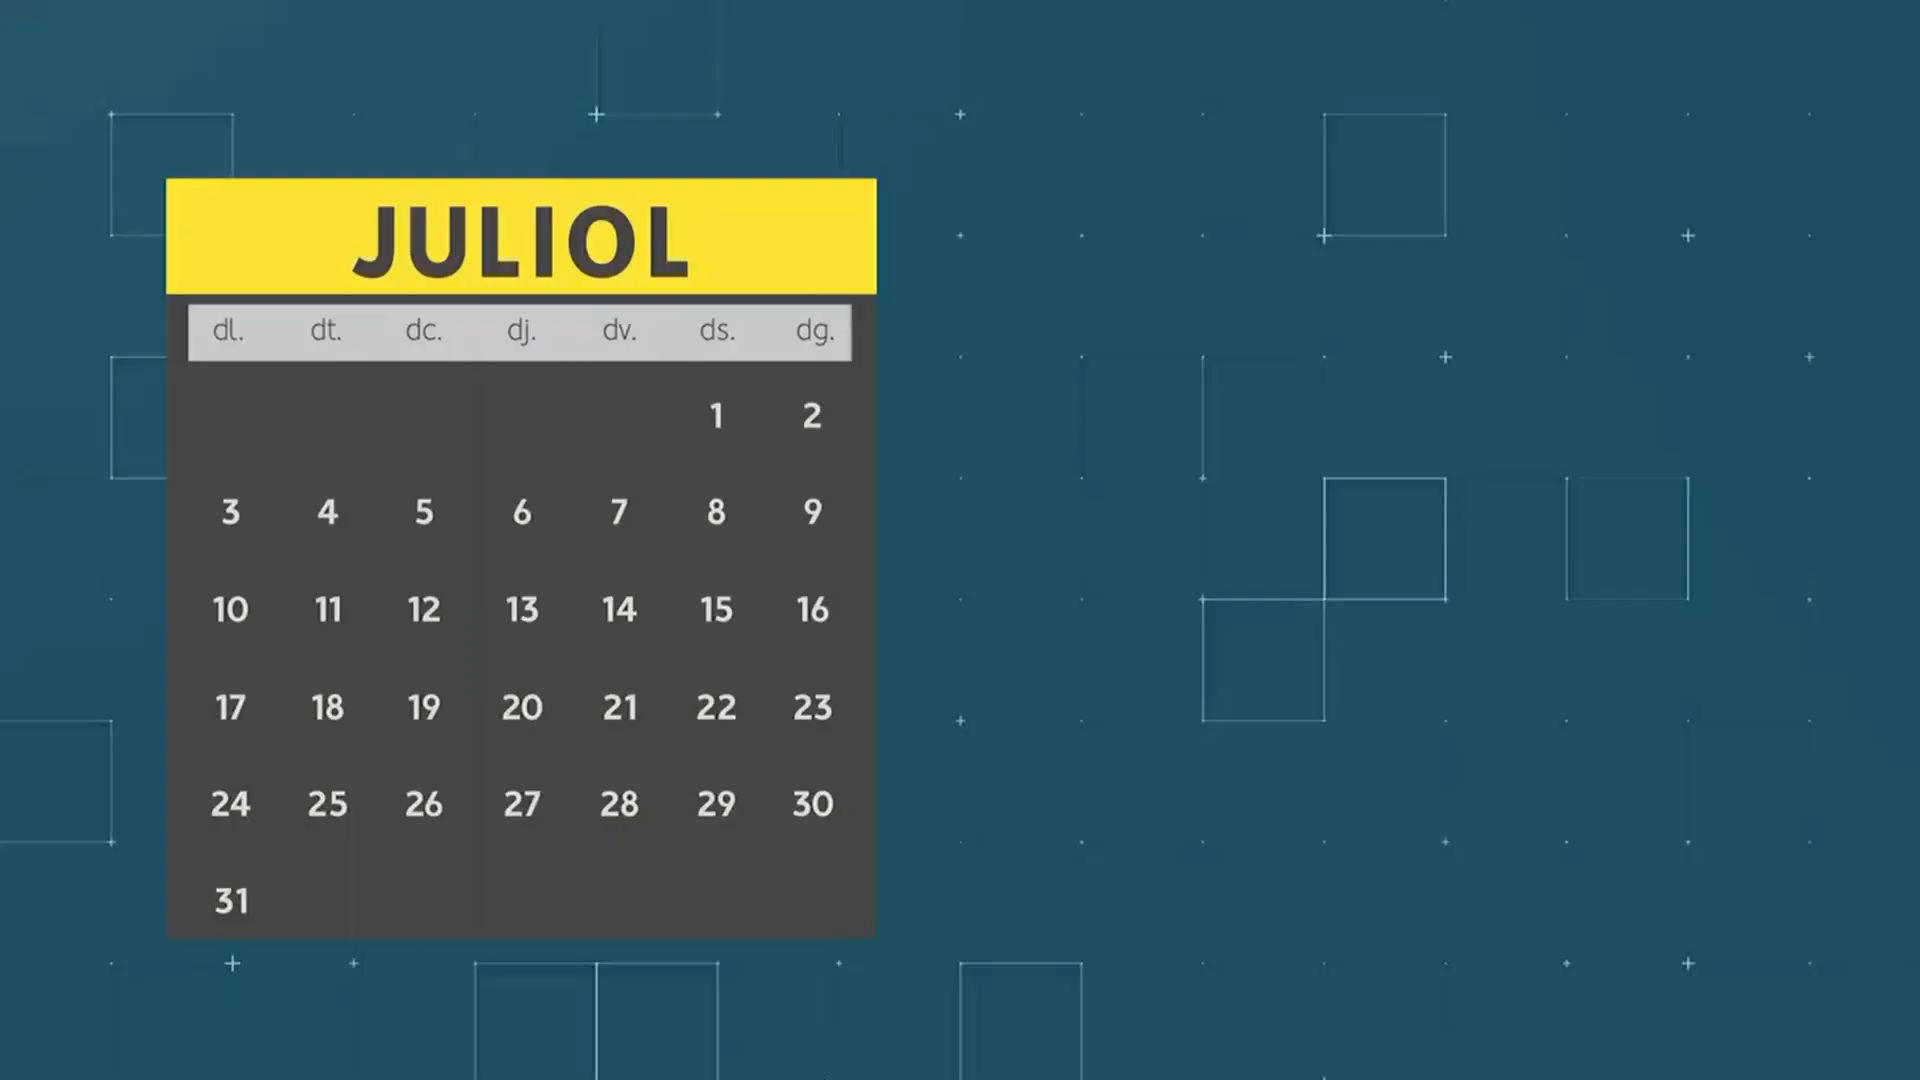 JULIOL
dl. dt. dc. dj. dv. ds. dg.
1 2
3 4 5 6 7 8 9
10 11 12 13 14 15 16
17 18 19 20 21 22 23
24 25 26 27 28 29 30
31